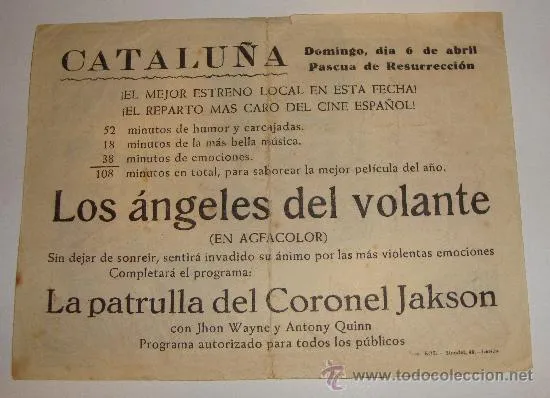 CATALUÑA
Domingo, dia 6 de abril
Pascua de Resurrección
¡EL MEJOR ESTRENO LOCAL EN ESTA FECHA!
¡EL REPARTO MAS CARO DEL CINE ESPAÑOL!
52 minutos de humor y carcajadas.
18 minutos de la más bella música.
38 minutos de emociones.
108 minutos en total, para saborear la mejor película del año.
Los ángeles del volante
(EN AGFACOLOR)
Sin dejar de sonreir, sentirá invadido su ánimo por las más violentas emociones
Completará el programa:
La patrulla del Coronel Jakson
con Jhon Wayne y Antony Quinn
Programa autorizado para todos los públicos
todocoleccion
todocoleccion.net